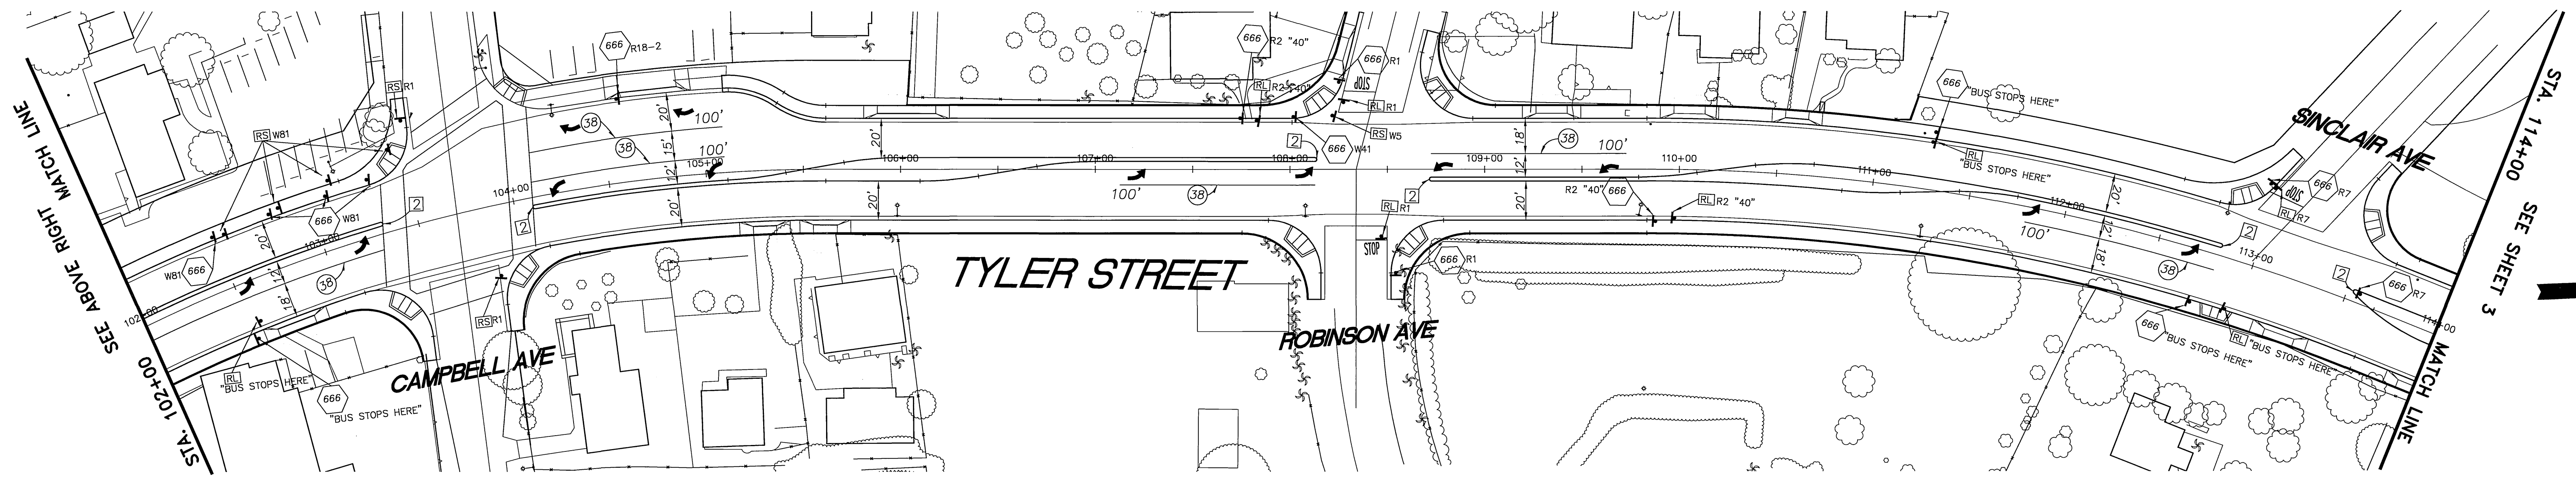 SEE ABOVE RIGHT MATCH LINE
STA. 102+00
RS W81
RS R1
666 W81
W81 666
666 R18-2
38
38
38
100'
100'
20'
15'
12'
20'
20'
12'
18'
20'
20'
102+00
103+00
104+00
105+00
106+00
107+00
108+00
109+00
110+00
111+00
112+00
113+00
114+00
2
2
2
2
2
2
RL
"BUS STOPS HERE"
666
"BUS STOPS HERE"
RS R1
CAMPBELL AVE
TYLER STREET
100'
38
666 R2 "40"
RL R2 "40"
666 R1
STOP
RL R1
RS W5
666 W41
RL R1
STOP
666 R1
ROBINSON AVE
18'
12'
20'
38
100'
R2 "40" 666
RL R2 "40"
666
"BUS STOPS HERE"
RL
"BUS STOPS HERE"
20'
12'
18'
100'
38
SINCLAIR AVE
STOP
666 R7
RL R7
666 R7
666
"BUS STOPS HERE"
RL
"BUS STOPS HERE"
STA. 114+00 SEE SHEET 3
MATCH LINE